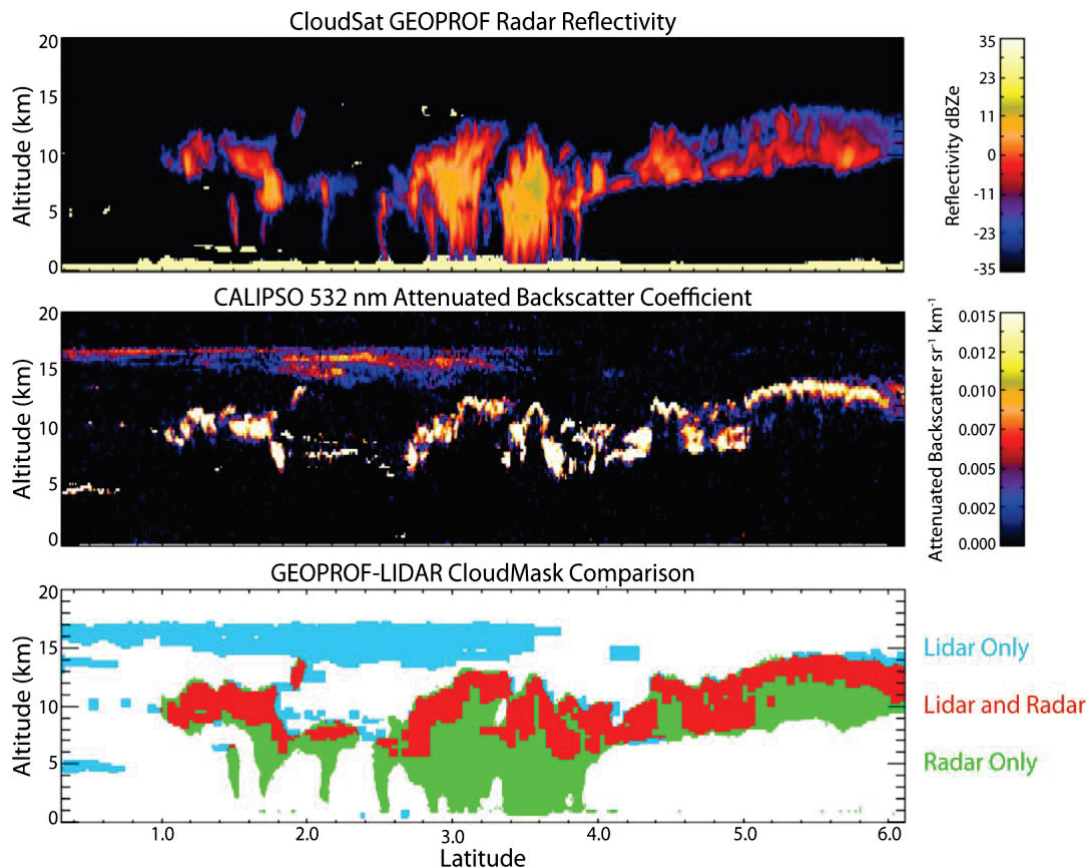 CloudSat GEOPROF Radar Reflectivity
20
15
10
5
0
Altitude (km)
35
23
11
0
-11
-23
-35
Reflectivity dBZe
CALIPSO 532 nm Attenuated Backscatter Coefficient
20
15
10
5
0
Altitude (km)
0.015
0.012
0.010
0.007
0.005
0.002
0.000
Attenuated Backscatter sr⁻¹ km⁻¹
GEOPROF-LIDAR CloudMask Comparison
20
15
10
5
0
Altitude (km)
Lidar Only
Lidar and Radar
Radar Only
1.0 2.0 3.0 4.0 5.0 6.0
Latitude